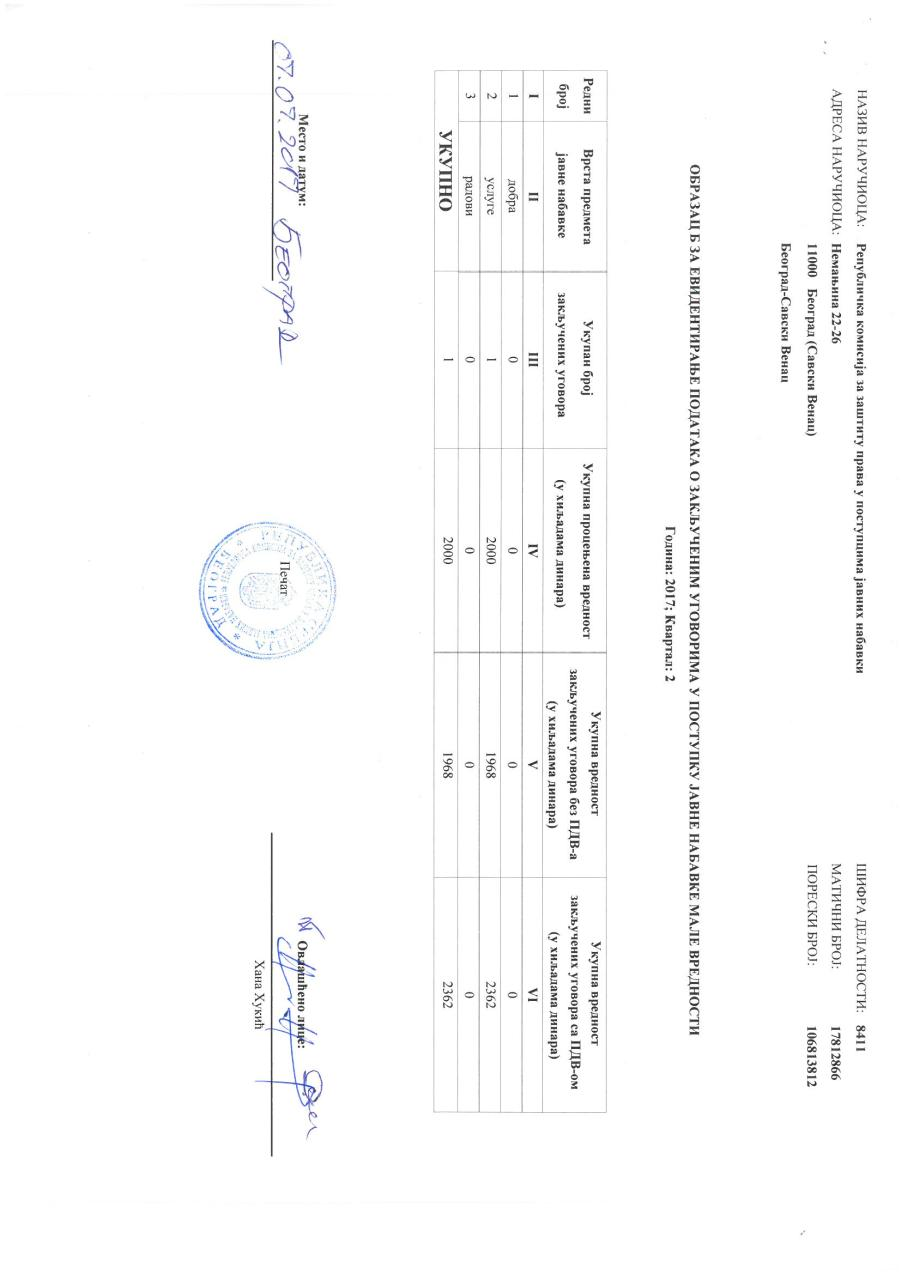 НАЗИВ НАРУЧИОЦА: Републичка комисија за заштиту права у поступцима јавних набавки
АДРЕСА НАРУЧИОЦА: Немањина 22-26
11000 Београд (Савски Венац)
Београд-Савски Венац
ШИФРА ДЕЛАТНОСТИ: 8411
МАТИЧНИ БРОЈ: 17812866
ПОРЕСКИ БРОЈ: 106813812
ОБРАЗАЦ Б ЗА ЕВИДЕНТИРАЊЕ ПОДАТАКА О ЗАКЉУЧЕНИМ УГОВОРИМА У ПОСТУПКУ ЈАВНЕ НАБАВКЕ МАЛЕ ВРЕДНОСТИ
Година: 2017; Квартал: 2
Редни број | Врста предмета јавне набавке | Укупан број закључених уговора | Укупна процењена вредност (у хиљадама динара) | Укупна вредност закључених уговора без ПДВ-а (у хиљадама динара) | Укупна вредност закључених уговора са ПДВ-ом (у хиљадама динара)
I | II | III | IV | V | VI
1 | добра | 0 | 0 | 0 | 0
2 | услуге | 1 | 2000 | 1968 | 2362
3 | радови | 0 | 0 | 0 | 0
УКУПНО | 1 | 2000 | 1968 | 2362
Место и датум:
07.07.2017 БЕОГРАД
Печат
РЕПУБЛИКА СРБИЈА
БЕОГРАД
Овлашћено лице:
Хана Хукић